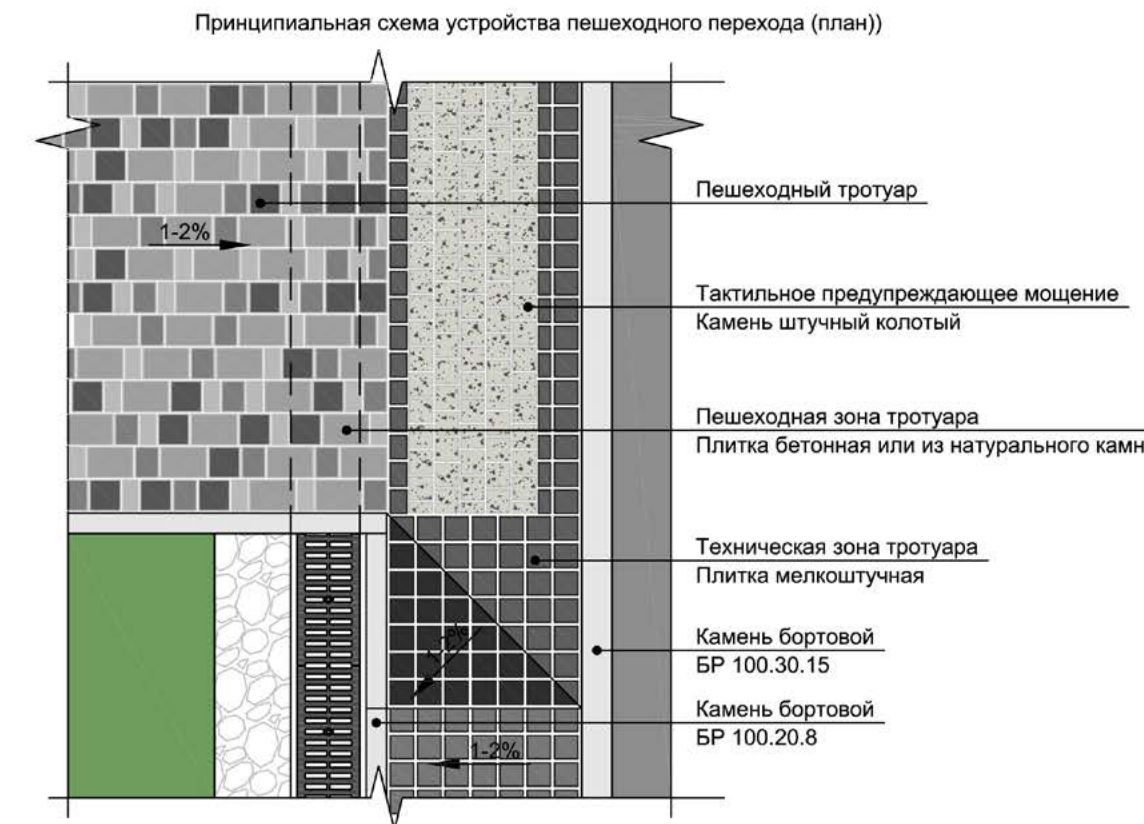 Принципиальная схема устройства пешеходного перехода (план))
Пешеходный тротуар
1-2%
Тактильное предупреждающее мощение
Камень штучный колотый
Пешеходная зона тротуара
Плитка бетонная или из натурального камн
Техническая зона тротуара
Плитка мелкоштучная
1-2%
Камень бортовой
БР 100.30.15
Камень бортовой
БР 100.20.8
1-2%